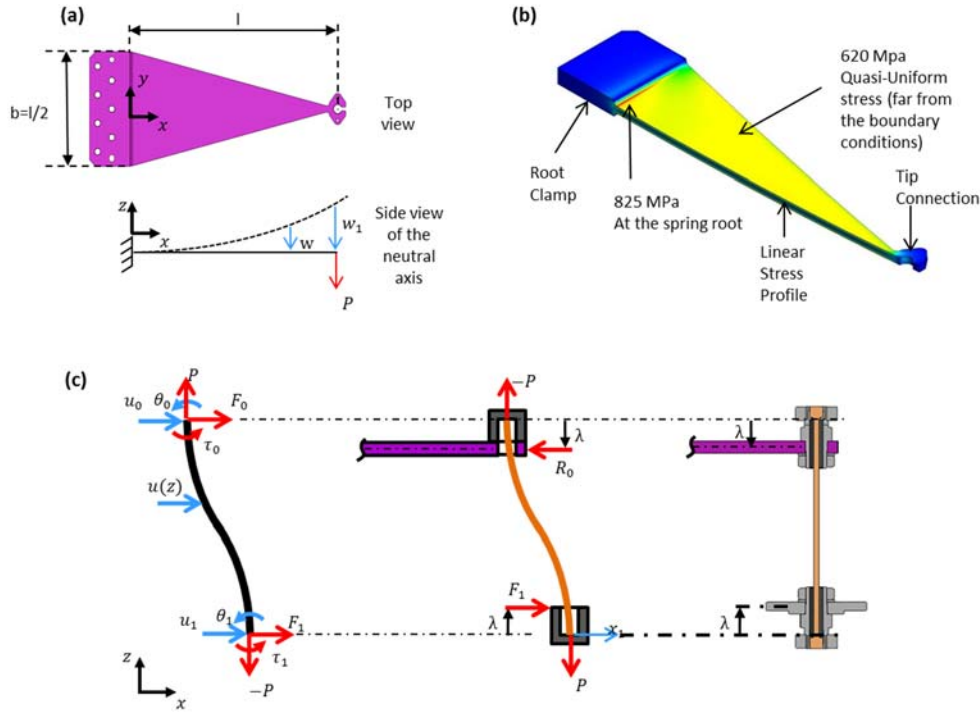 (a)
l
b=l/2
y
x
Top
view
z
x
w
w₁
P
Side view
of the
neutral
axis
(b)
620 Mpa
Quasi-Uniform
stress (far from
the boundary
conditions)
Root
Clamp
825 MPa
At the spring root
Tip
Connection
Linear
Stress
Profile
(c)
P
u₀
θ₀
F₀
τ₀
u(z)
u₁
θ₁
F₁
τ₁
−P
z
x
−P
λ
R₀
F₁
λ
x
P
λ
λ